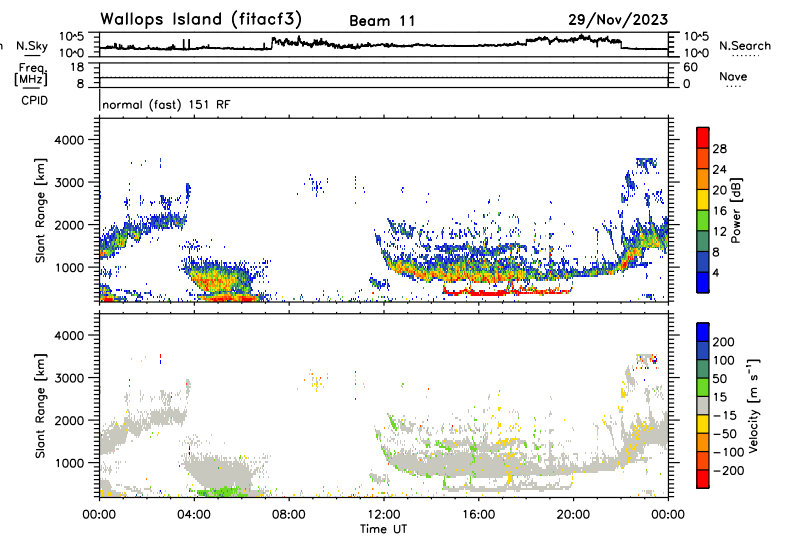 Wallops Island (fitacf3) Beam 11 29/Nov/2023
N.Sky 10^5 10^0 10^5 10^0 N.Search
Freq. [MHz] 18 8 60 0 Nave
CPID normal (fast) 151 RF
Slant Range [km]
4000
3000
2000
1000
Power [dB]
28
24
20
16
12
8
4
Slant Range [km]
4000
3000
2000
1000
Velocity [m s^-1]
200
100
50
15
-15
-50
-100
-200
00:00 04:00 08:00 12:00 16:00 20:00 00:00
Time UT